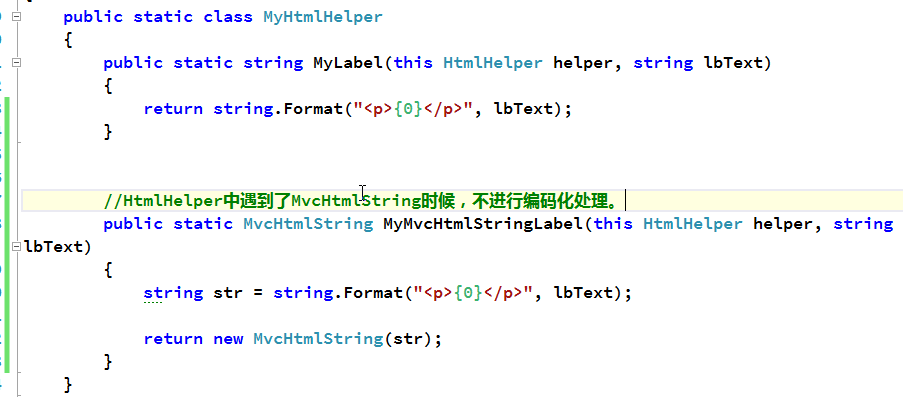 public static class MyHtmlHelper
{
public static string MyLabel(this HtmlHelper helper, string lbText)
{
return string.Format("<p>{0}</p>", lbText);
}
//HtmlHelper中遇到了MvcHtmlString时候，不进行编码化处理。
public static MvcHtmlString MyMvcHtmlStringLabel(this HtmlHelper helper, string
lbText)
{
string str = string.Format("<p>{0}</p>", lbText);
return new MvcHtmlString(str);
}
}